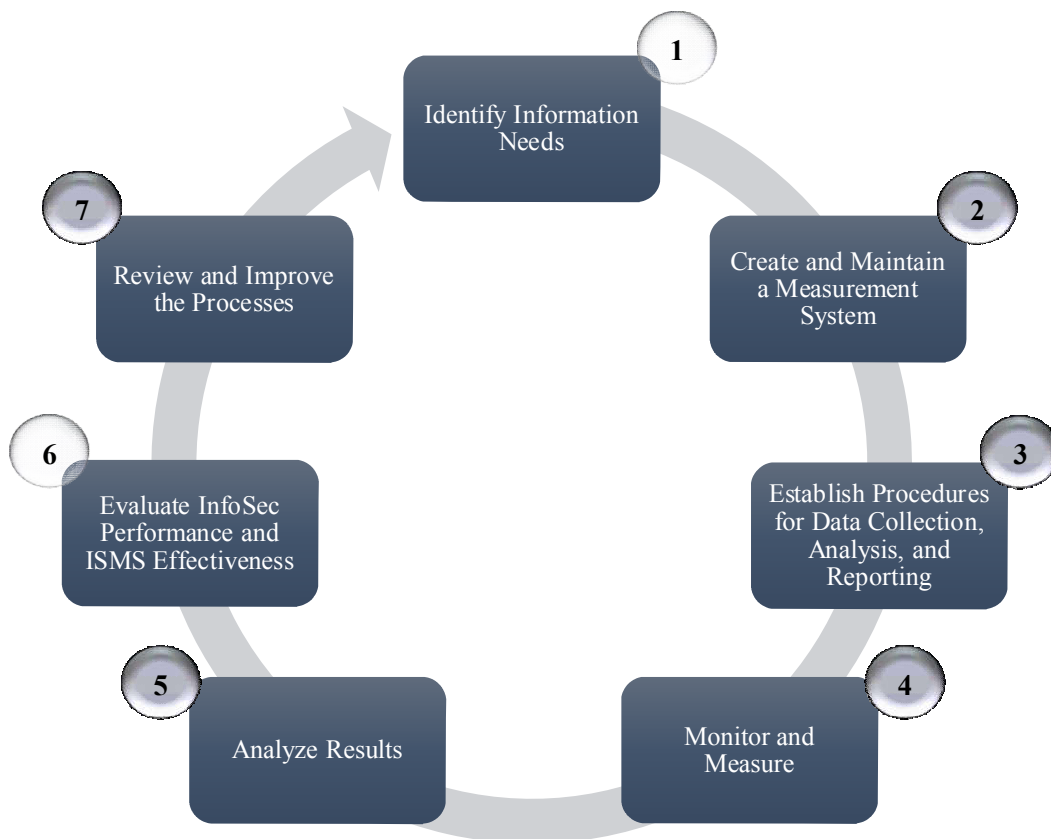 1
Identify Information
Needs
2
Create and Maintain
a Measurement
System
3
Establish Procedures
for Data Collection,
Analysis, and
Reporting
4
Monitor and
Measure
5
Analyze Results
6
Evaluate InfoSec
Performance and
ISMS Effectiveness
7
Review and Improve
the Processes